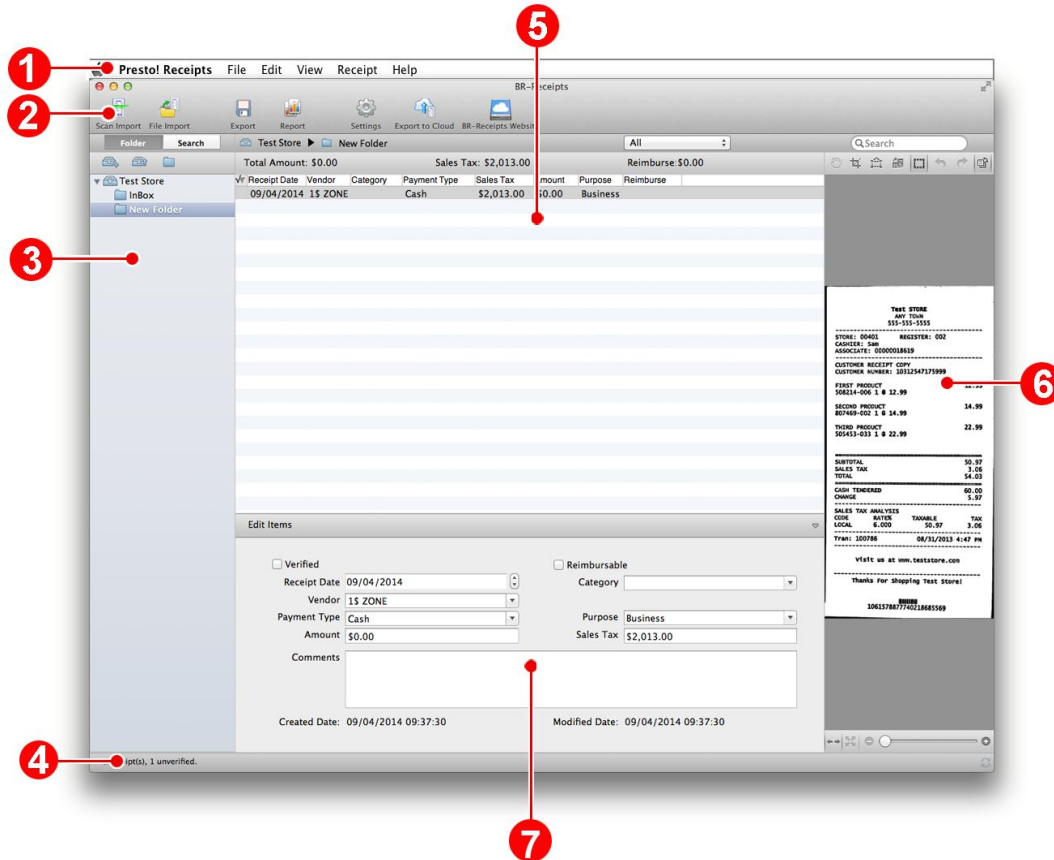 5
1
Presto! Receipts File Edit View Receipt Help
BR-Receipts
2
Scan Import File Import Export Report Settings Export to Cloud BR-Receipts Website
Folder Search Test Store New Folder All Search
Total Amount: $0.00 Sales Tax: $2,013.00 Reimburse:$0.00
Test Store
InBox
New Folder
Receipt Date Vendor Category Payment Type Sales Tax Amount Purpose Reimburse
09/04/2014 1$ ZONE Cash $2,013.00 $0.00 Business
3
Test STORE
ANY TOWN
555-555-5555
STORE: 00401 REGISTER: 002
CASHIER: Sam
ASSOCIATE: 00000018619
CUSTOMER RECEIPT COPY
CUSTOMER NUMBER: 10312547175999
6
FIRST PRODUCT
508214-006 1 @ 12.99
SECOND PRODUCT 14.99
807469-002 1 @ 14.99
THIRD PRODUCT 22.99
505453-033 1 @ 22.99
SUBTOTAL 50.97
SALES TAX 3.06
TOTAL 54.03
CASH TENDERED 60.00
CHANGE 5.97
SALES TAX ANALYSIS
CODE RATE% TAXABLE TAX
LOCAL 6.000 50.97 3.06
Tran: 100786 08/31/2013 4:47 PM
Visit us at www.teststore.com
Thanks For Shopping Test Store!
1061578877740218685569
Edit Items
Verified Reimbursable
Receipt Date 09/04/2014 Category
Vendor 1$ ZONE
Payment Type Cash Purpose Business
Amount $0.00 Sales Tax $2,013.00
Comments
Created Date: 09/04/2014 09:37:30 Modified Date: 09/04/2014 09:37:30
4
ipt(s), 1 unverified.
7